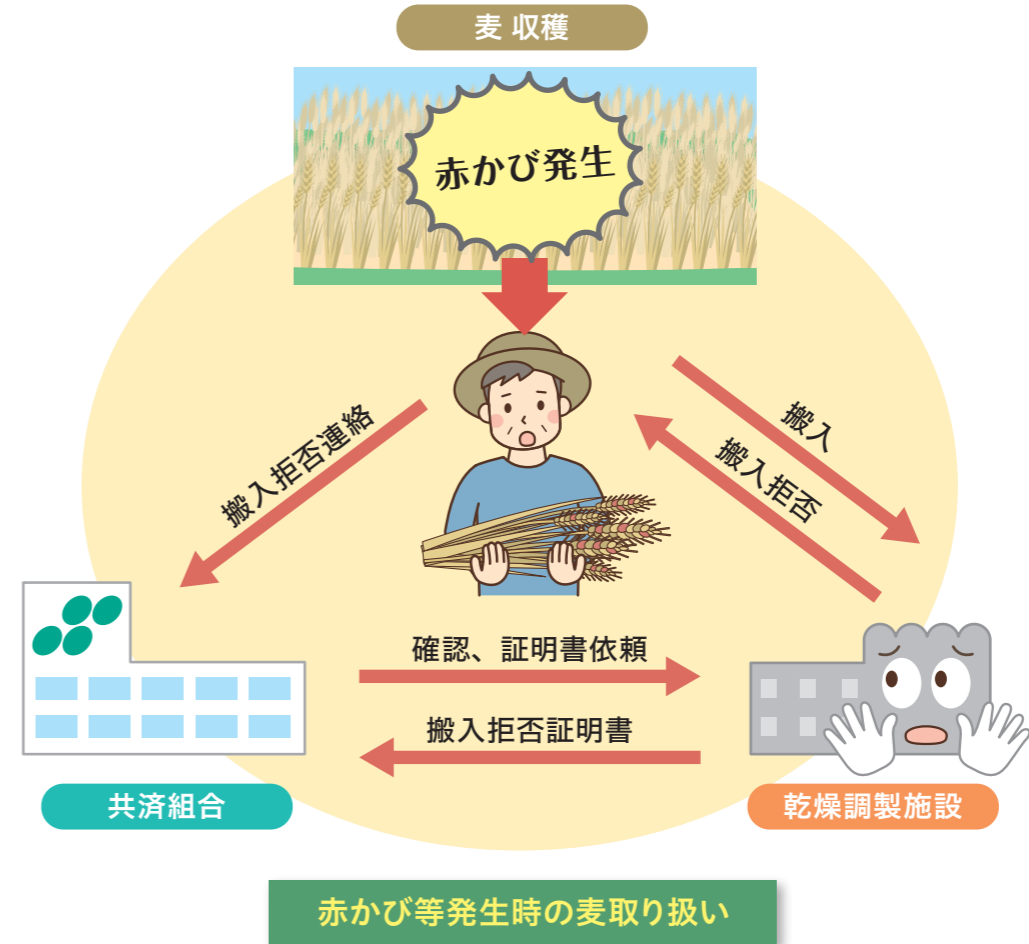 麦 収穫
赤かび発生
搬入拒否連絡
搬入
搬入拒否
確認、証明書依頼
搬入拒否証明書
共済組合
乾燥調製施設
赤かび等発生時の麦取り扱い